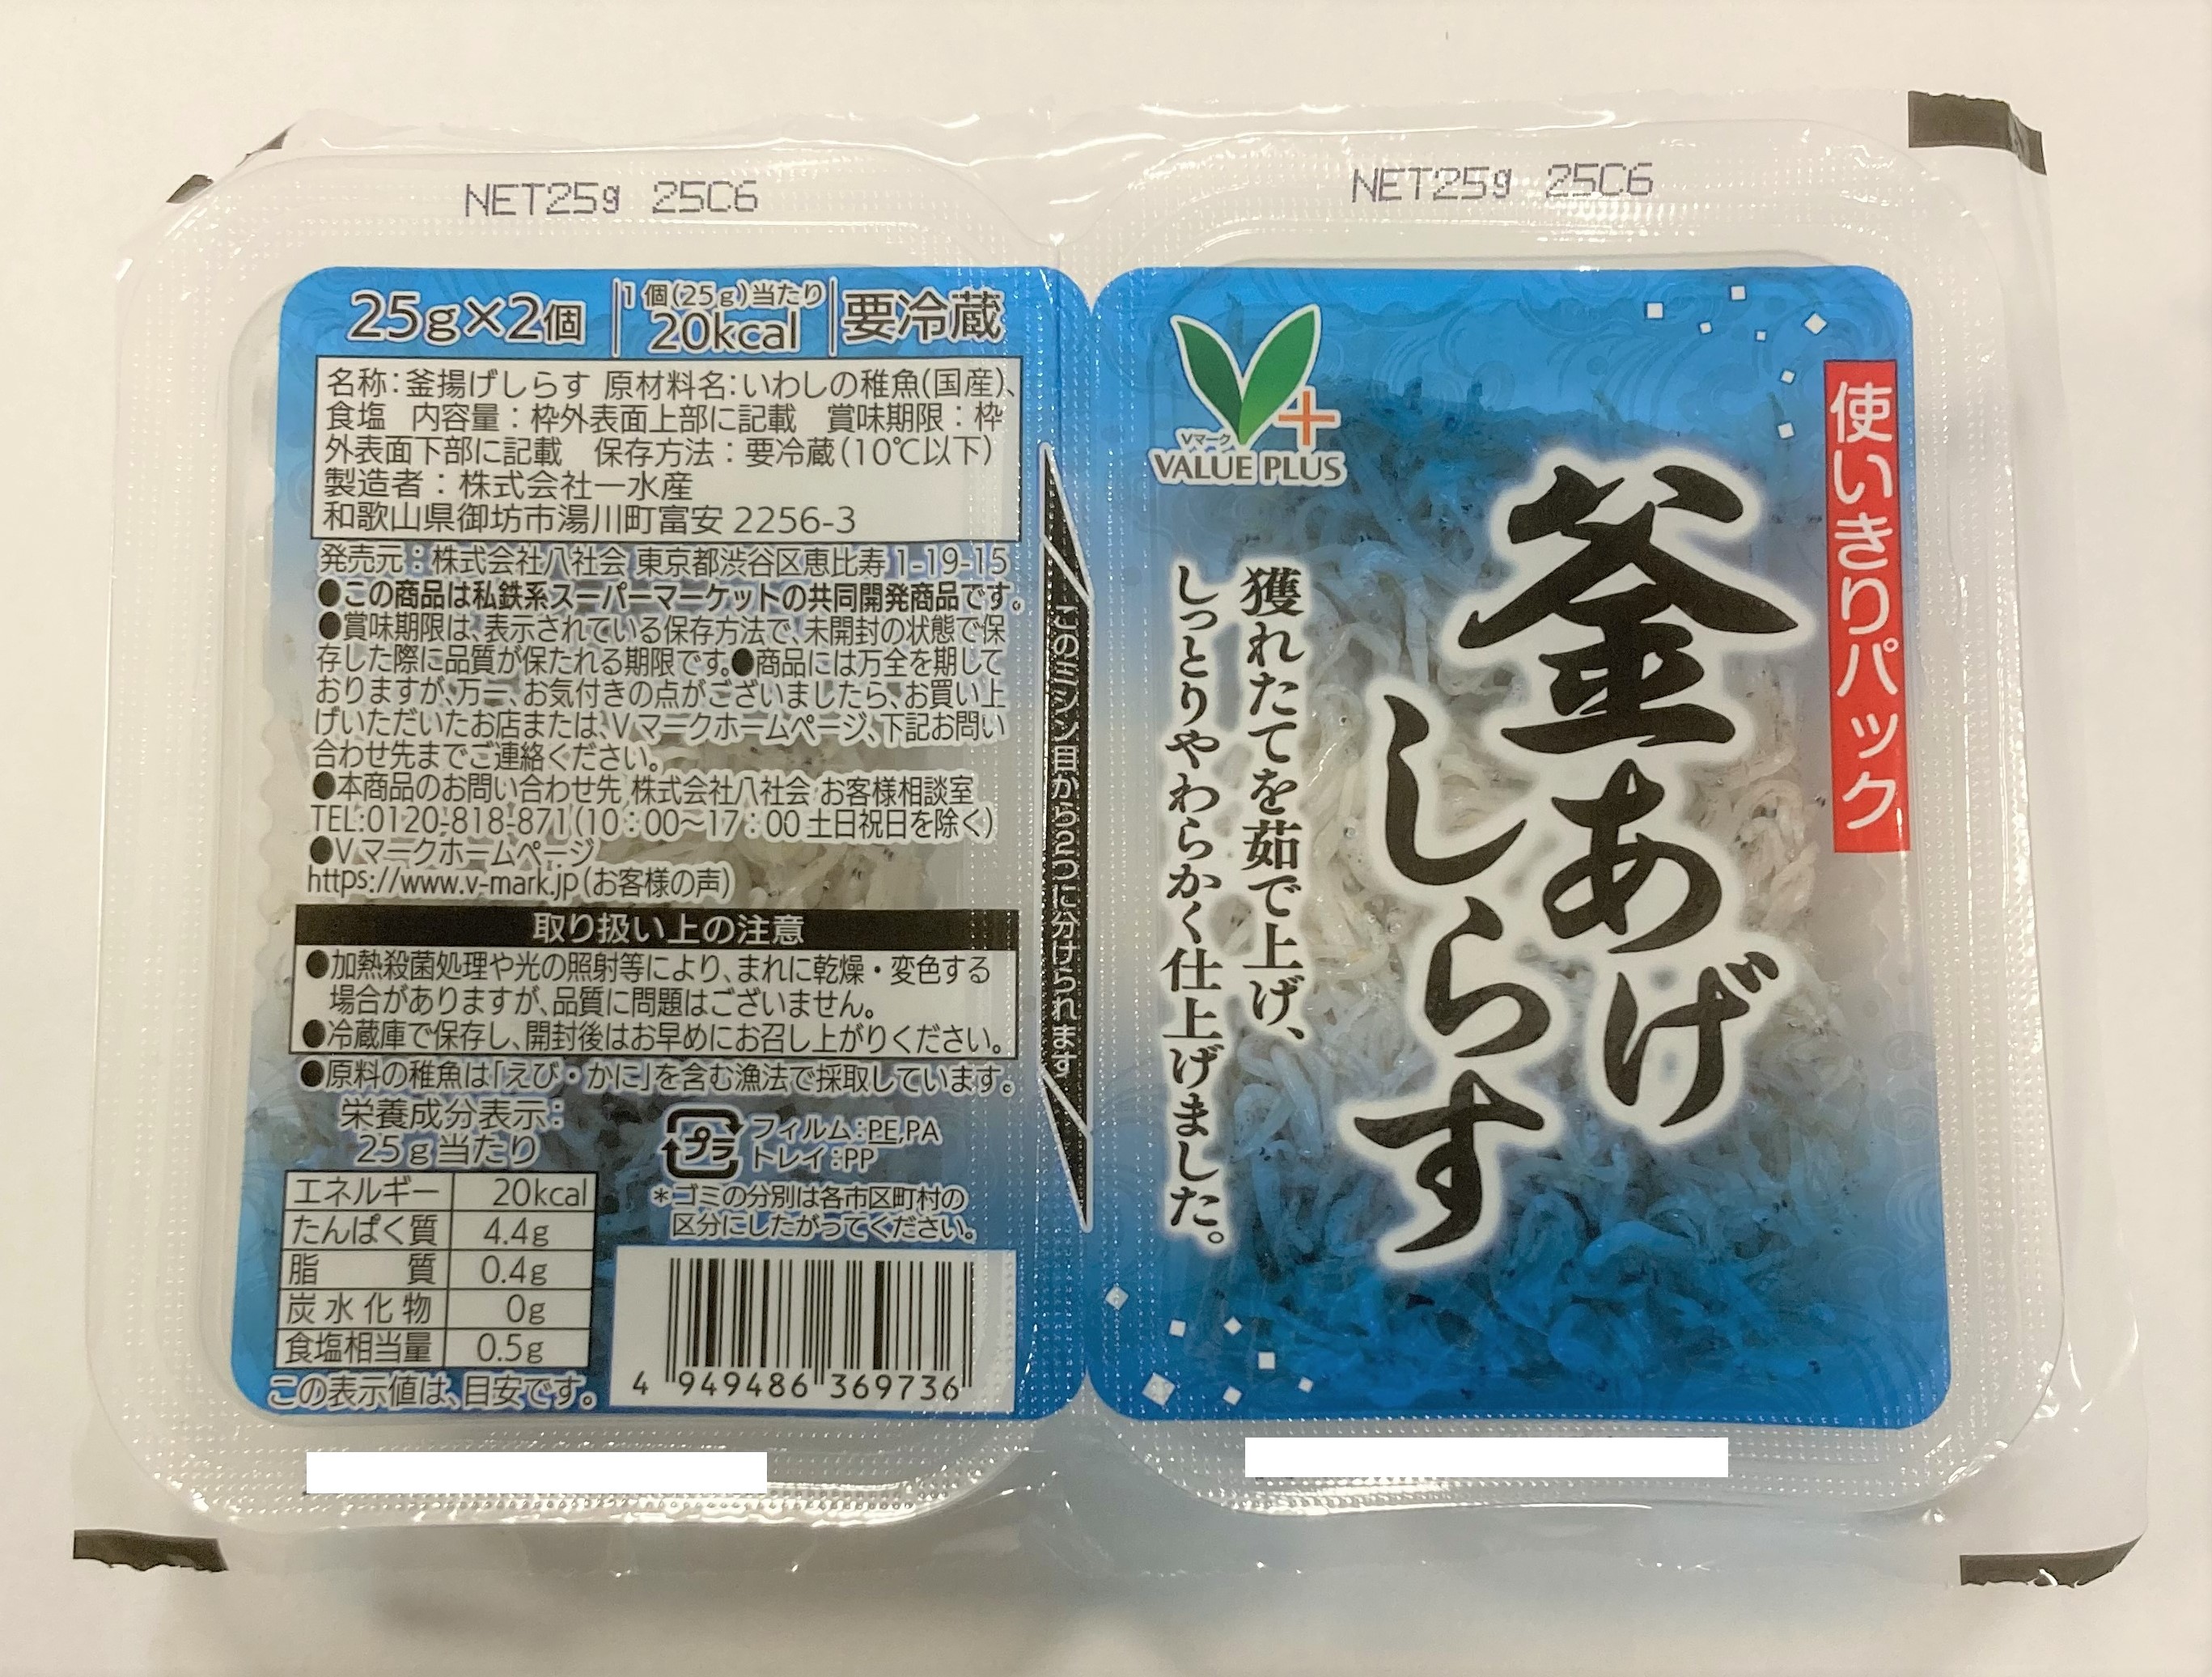 NET25g 25C6
25g×2個
1個(25g)当たり
20kcal
要冷蔵
名称：釜揚げしらす 原材料名：いわしの稚魚(国産)、
食塩 内容量：枠外表面上部に記載 賞味期限：枠
外表面下部に記載 保存方法：要冷蔵(10℃以下)
製造者：株式会社一水産
和歌山県御坊市湯川町富安 2256-3
発売元：株式会社八社会 東京都渋谷区恵比寿 1-19-15
●この商品は私鉄系スーパーマーケットの共同開発商品です。
●賞味期限は、表示されている保存方法で、未開封の状態で保
存した際に品質が保たれる期限です。●商品には万全を期して
おりますが、万一、お気付きの点がございましたら、お買い上
げいただいたお店または、Vマークホームページ、下記お問い
合わせ先までご連絡ください。
●本商品のお問い合わせ先 株式会社八社会 お客様相談室
TEL:0120-818-871(10：00〜17：00 土日祝日を除く)
●Vマークホームページ
https://www.v-mark.jp(お客様の声)
取り扱い上の注意
●加熱殺菌処理や光の照射等により、まれに乾燥・変色する
場合がありますが、品質に問題はございません。
●冷蔵庫で保存し、開封後はお早めにお召し上がりください。
●原料の稚魚は「えび・かに」を含む漁法で採取しています。
栄養成分表示：
25g当たり
エネルギー 20kcal
たんぱく質 4.4g
脂質 0.4g
炭水化物 0g
食塩相当量 0.5g
この表示値は、目安です。
プラ
フィルム：PE,PA
トレイ：PP
＊ゴミの分別は各市区町村の
区分にしたがってください。
4 949486 369736
このミシン目から2つに分けられます
NET25g 25C6
Vマーク
VALUE PLUS
使いきりパック
釜あげ
しらす
獲れたてを茹で上げ、
しっとりやわらかく仕上げました。